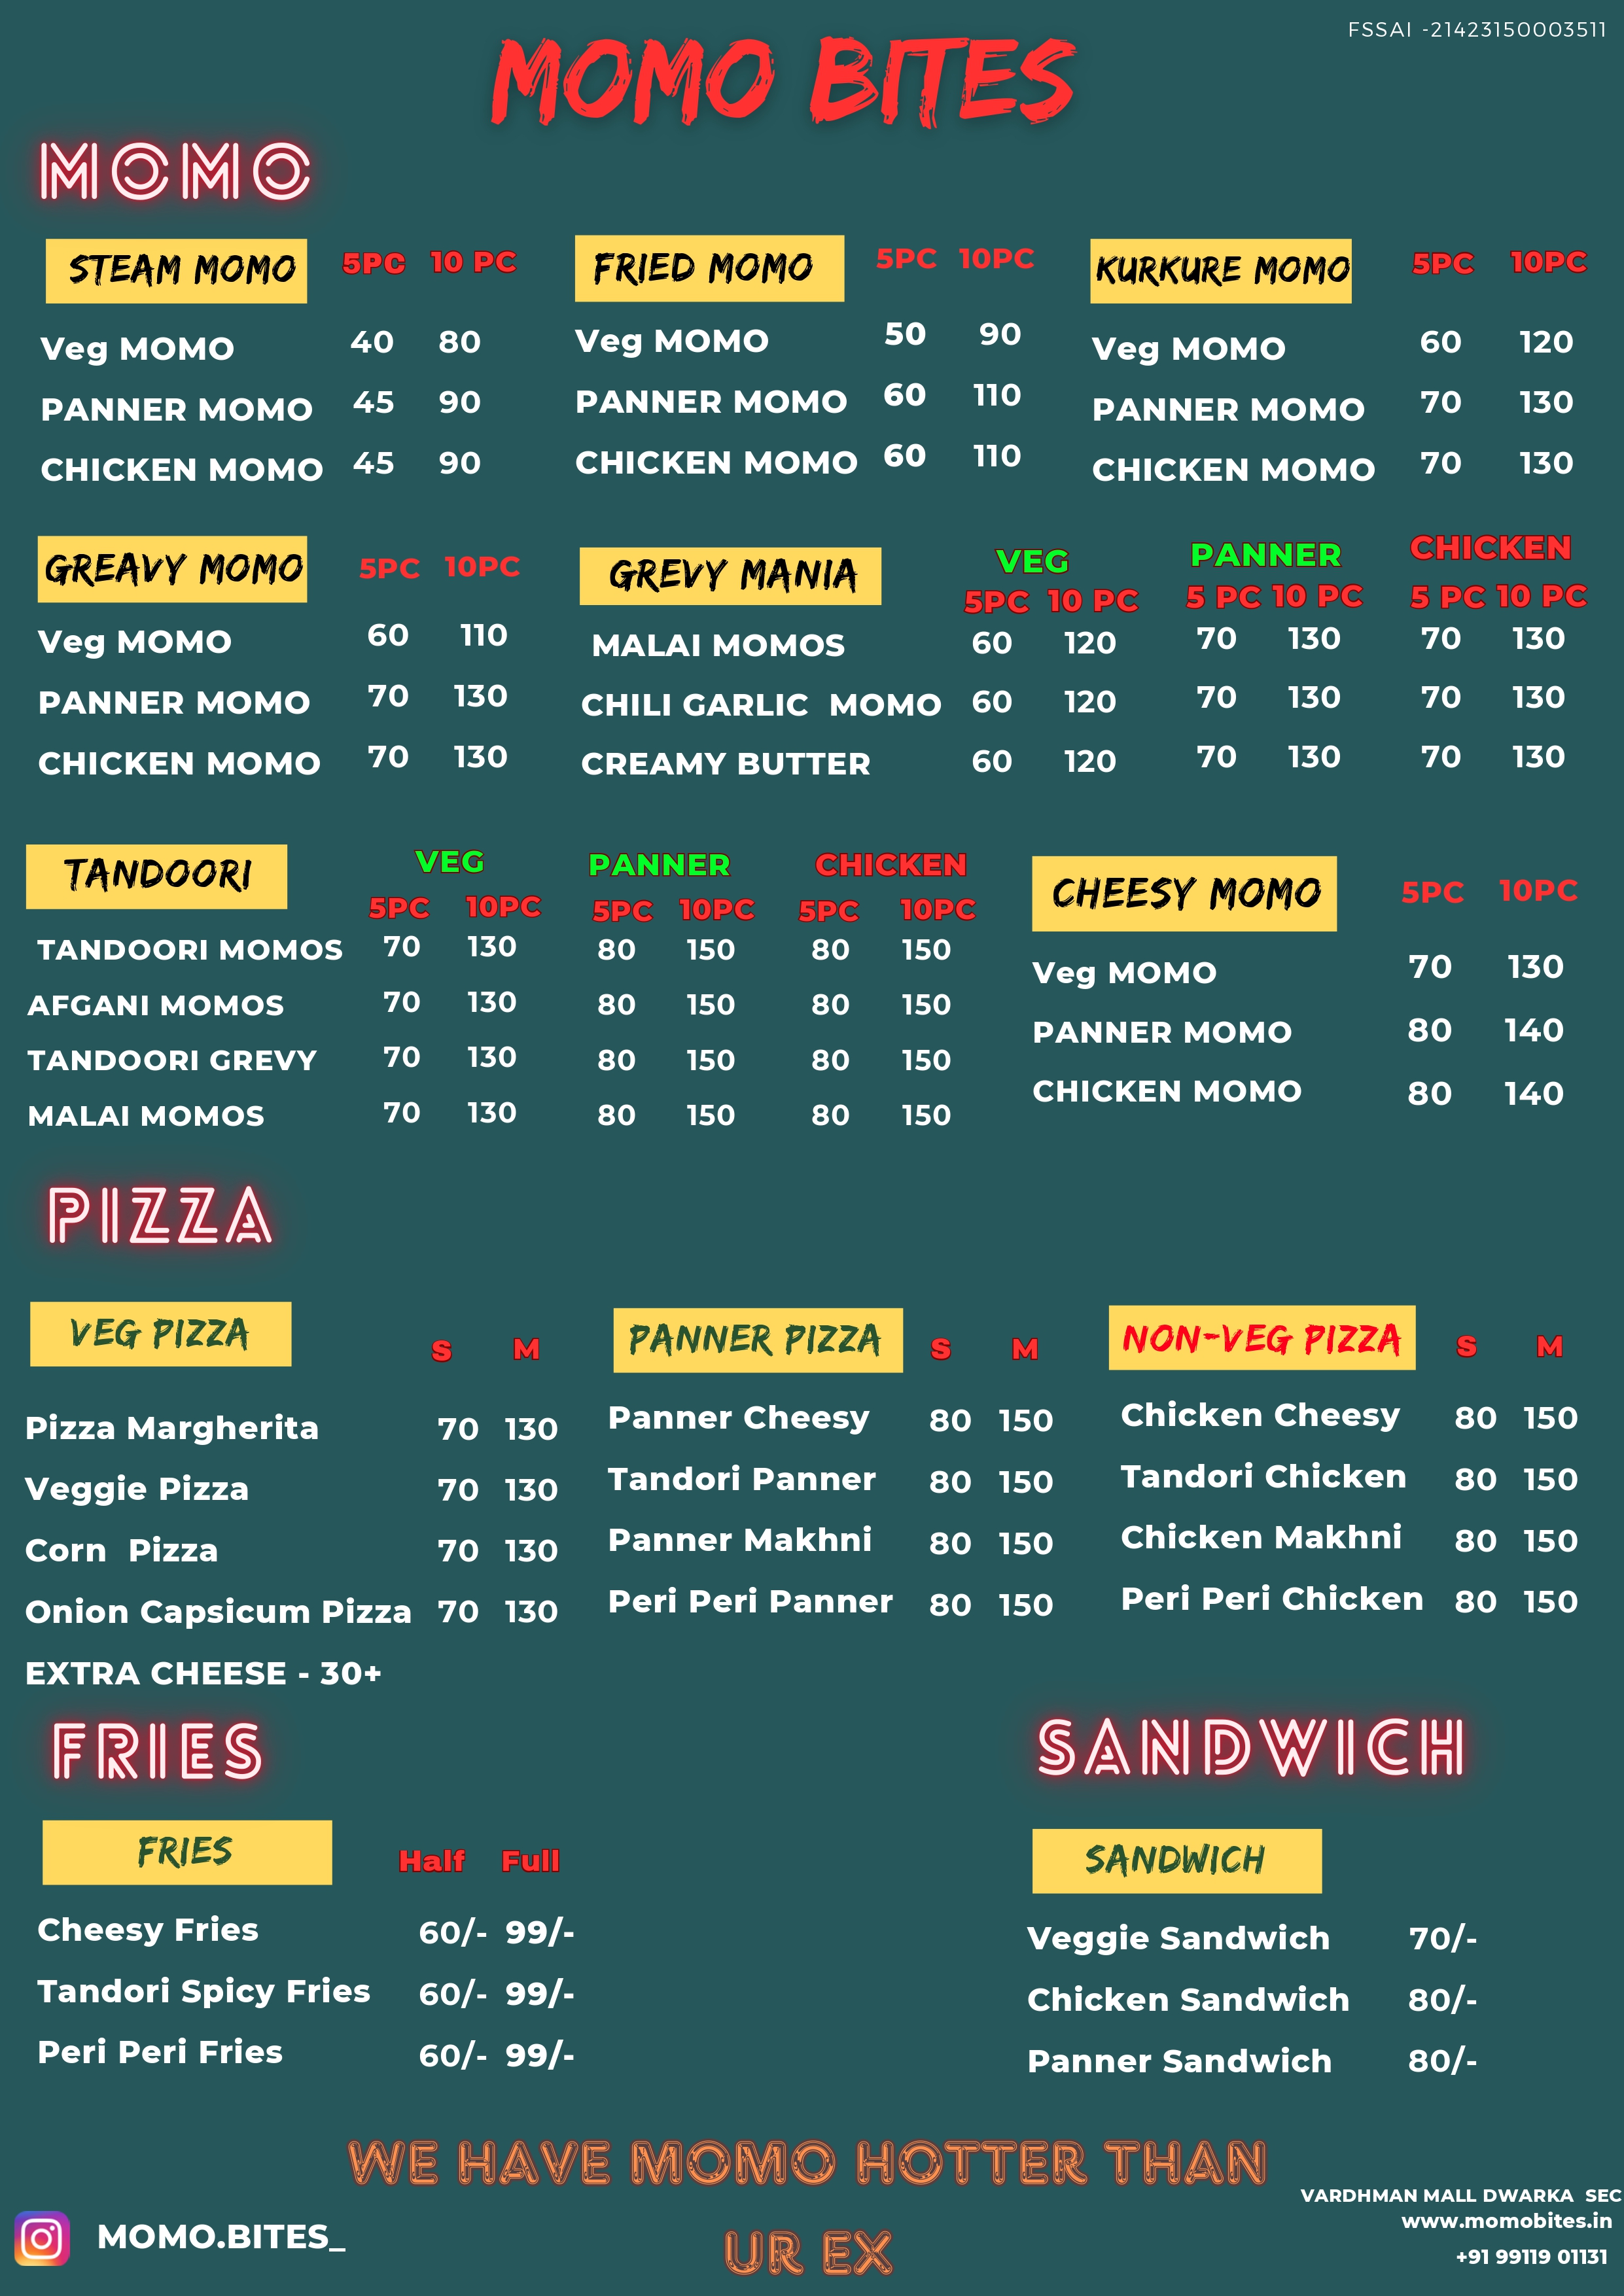 FSSAI -21423150003511
MOMO BITES
MOMO
STEAM MOMO 5PC 10 PC
Veg MOMO 40 80
PANNER MOMO 45 90
CHICKEN MOMO 45 90
FRIED MOMO 5PC 10PC
Veg MOMO 50 90
PANNER MOMO 60 110
CHICKEN MOMO 60 110
KURKURE MOMO 5PC 10PC
Veg MOMO 60 120
PANNER MOMO 70 130
CHICKEN MOMO 70 130
GREAVY MOMO 5PC 10PC
Veg MOMO 60 110
PANNER MOMO 70 130
CHICKEN MOMO 70 130
GREVY MANIA VEG PANNER CHICKEN
5PC 10 PC 5 PC 10 PC 5 PC 10 PC
MALAI MOMOS 60 120 70 130 70 130
CHILI GARLIC MOMO 60 120 70 130 70 130
CREAMY BUTTER 60 120 70 130 70 130
TANDOORI VEG PANNER CHICKEN
5PC 10PC 5PC 10PC 5PC 10PC
TANDOORI MOMOS 70 130 80 150 80 150
AFGANI MOMOS 70 130 80 150 80 150
TANDOORI GREVY 70 130 80 150 80 150
MALAI MOMOS 70 130 80 150 80 150
CHEESY MOMO 5PC 10PC
Veg MOMO 70 130
PANNER MOMO 80 140
CHICKEN MOMO 80 140
PIZZA
VEG PIZZA S M
Pizza Margherita 70 130
Veggie Pizza 70 130
Corn Pizza 70 130
Onion Capsicum Pizza 70 130
EXTRA CHEESE - 30+
PANNER PIZZA S M
Panner Cheesy 80 150
Tandori Panner 80 150
Panner Makhni 80 150
Peri Peri Panner 80 150
NON-VEG PIZZA S M
Chicken Cheesy 80 150
Tandori Chicken 80 150
Chicken Makhni 80 150
Peri Peri Chicken 80 150
FRIES
FRIES Half Full
Cheesy Fries 60/- 99/-
Tandori Spicy Fries 60/- 99/-
Peri Peri Fries 60/- 99/-
SANDWICH
SANDWICH
Veggie Sandwich 70/-
Chicken Sandwich 80/-
Panner Sandwich 80/-
WE HAVE MOMO HOTTER THAN
UR EX
MOMO.BITES_
VARDHMAN MALL DWARKA SEC
www.momobites.in
+91 99119 01131